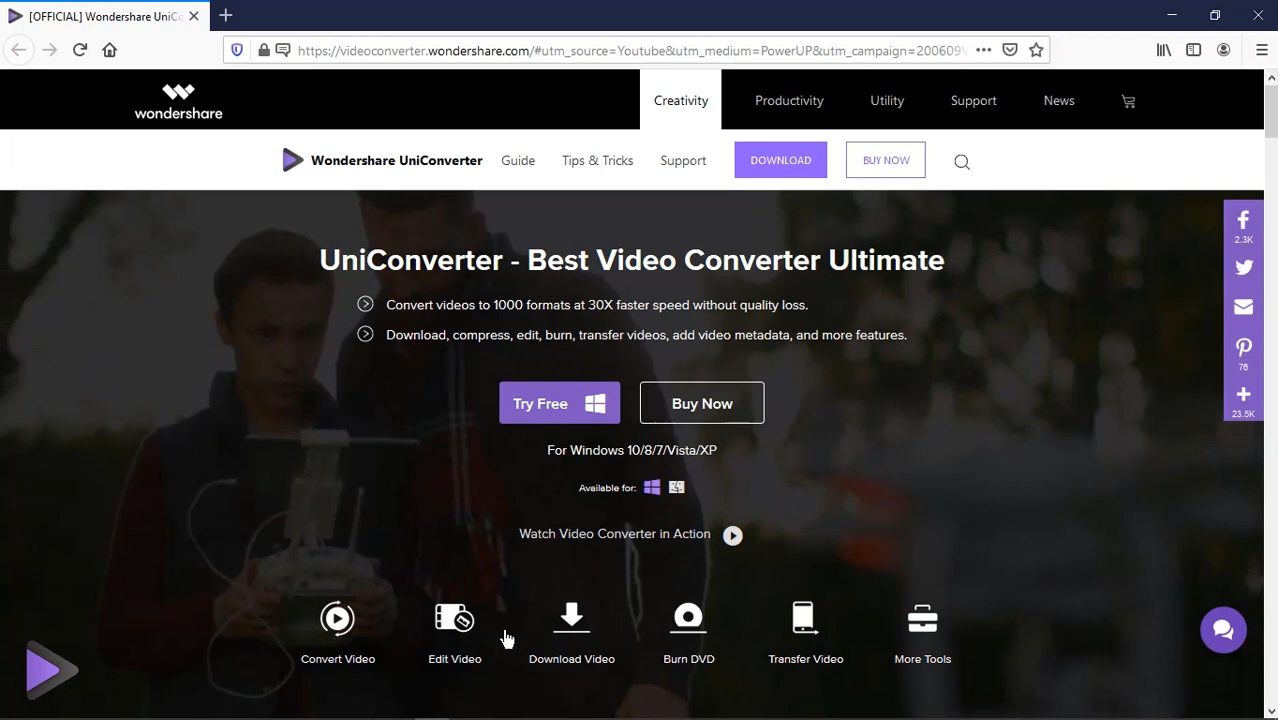 [OFFICIAL] Wondershare UniCo
https://videoconverter.wondershare.com/#utm_source=Youtube&utm_medium=PowerUP&utm_campaign=200609
wondershare
Creativity
Productivity
Utility
Support
News
Wondershare UniConverter
Guide
Tips & Tricks
Support
DOWNLOAD
BUY NOW
UniConverter - Best Video Converter Ultimate
Convert videos to 1000 formats at 30X faster speed without quality loss.
Download, compress, edit, burn, transfer videos, add video metadata, and more features.
Try Free
Buy Now
For Windows 10/8/7/Vista/XP
Available for:
Watch Video Converter in Action
Convert Video
Edit Video
Download Video
Burn DVD
Transfer Video
More Tools
2.3K
76
23.5K